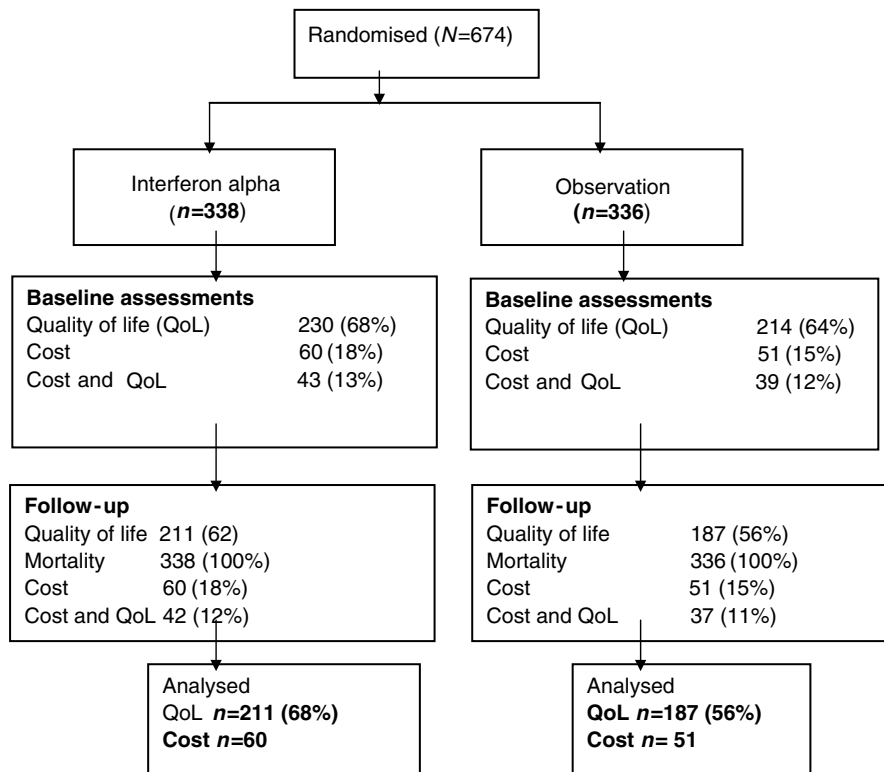 Randomised (N=674)
Interferon alpha
(n=338)
Observation
(n=336)
Baseline assessments
Quality of life (QoL) 230 (68%)
Cost 60 (18%)
Cost and QoL 43 (13%)
Baseline assessments
Quality of life (QoL) 214 (64%)
Cost 51 (15%)
Cost and QoL 39 (12%)
Follow-up
Quality of life 211 (62)
Mortality 338 (100%)
Cost 60 (18%)
Cost and QoL 42 (12%)
Follow-up
Quality of life 187 (56%)
Mortality 336 (100%)
Cost 51 (15%)
Cost and QoL 37 (11%)
Analysed
QoL n=211 (68%)
Cost n=60
Analysed
QoL n=187 (56%)
Cost n= 51